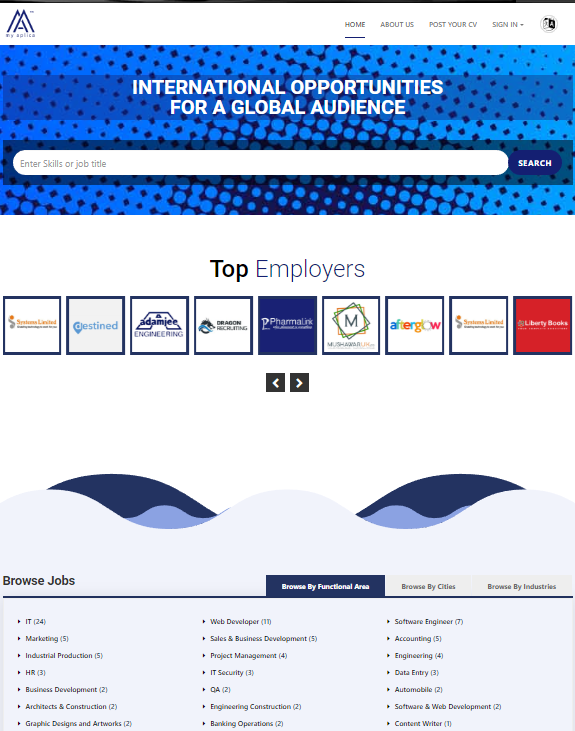 my aplica
HOME ABOUT US POST YOUR CV SIGN IN
INTERNATIONAL OPPORTUNITIES
FOR A GLOBAL AUDIENCE
Enter Skills or job title SEARCH
Top Employers
Systems Limited
destined
adamjee
ENGINEERING
DRAGON
RECRUITING
PharmaLink
M
afterglow
Systems Limited
Liberty Books
Browse Jobs
Browse By Functional Area Browse By Cities Browse By Industries
IT (24) Web Developer (11) Software Engineer (7)
Marketing (5) Sales & Business Development (5) Accounting (5)
Industrial Production (5) Project Management (4) Engineering (4)
HR (3) IT Security (3) Data Entry (3)
Business Development (2) QA (2) Automobile (2)
Architects & Construction (2) Engineering Construction (2) Software & Web Development (2)
Graphic Designs and Artworks (2) Banking Operations (2) Content Writer (1)